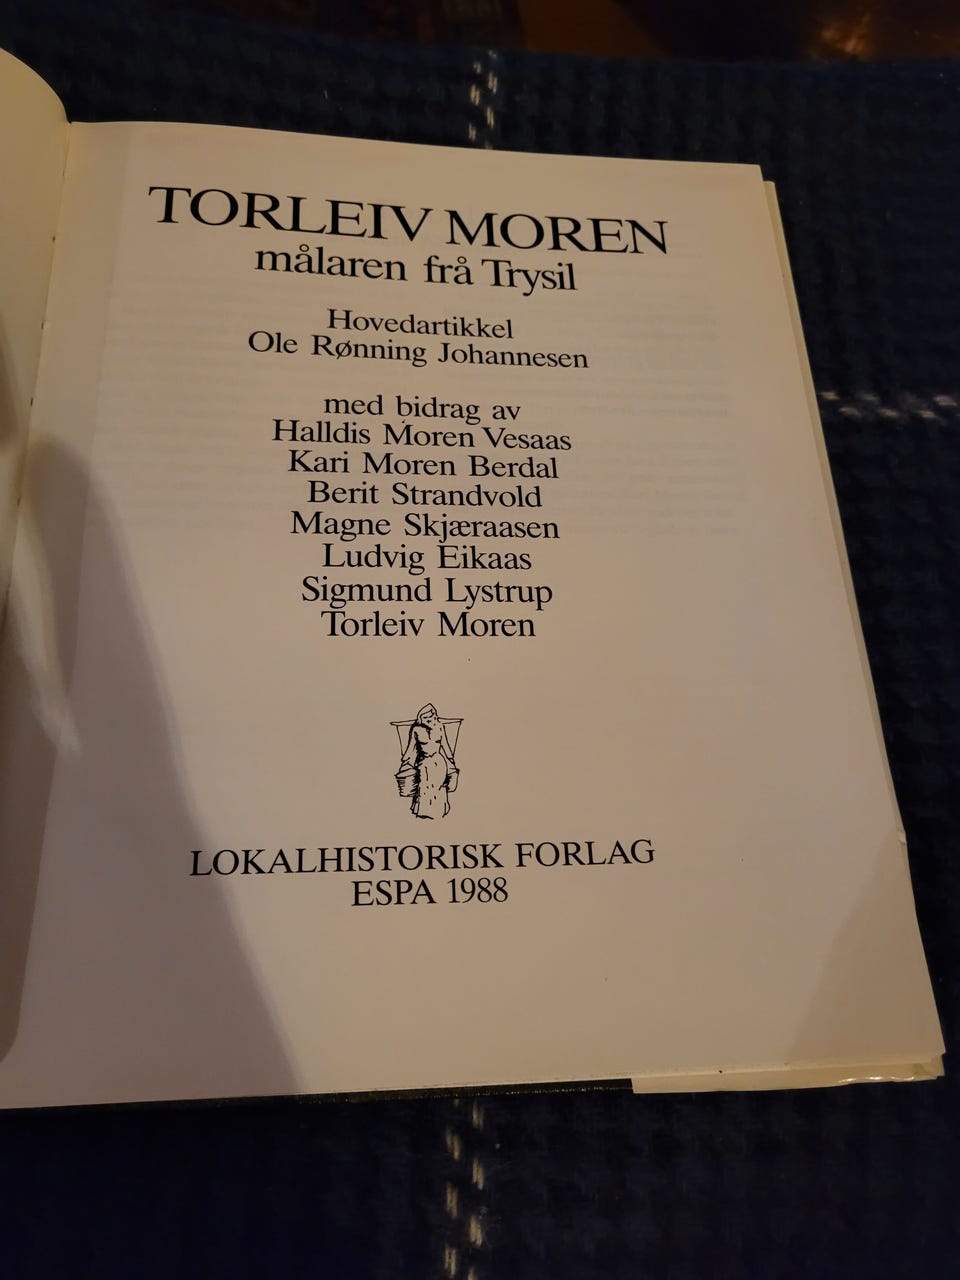 TORLEIV MOREN
målaren frå Trysil
Hovedartikkel
Ole Rønning Johannesen
med bidrag av
Halldis Moren Vesaas
Kari Moren Berdal
Berit Strandvold
Magne Skjæraasen
Ludvig Eikaas
Sigmund Lystrup
Torleiv Moren
LOKALHISTORISK FORLAG
ESPA 1988